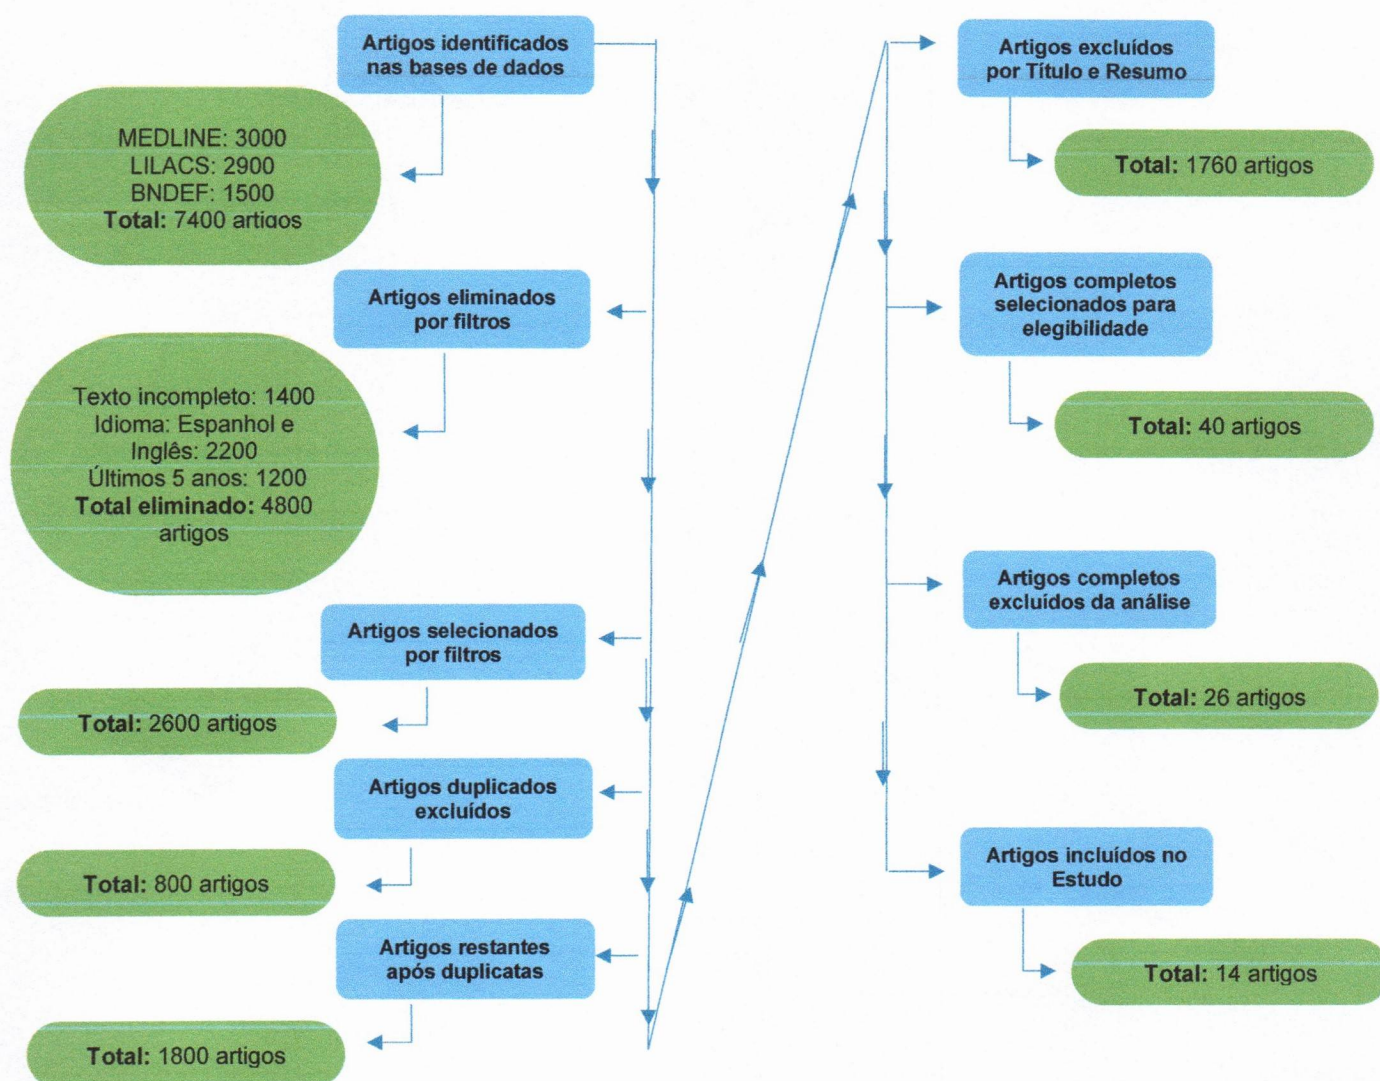 Artigos identificados
nas bases de dados
MEDLINE: 3000
LILACS: 2900
BNDEF: 1500
Total: 7400 artigos
Artigos eliminados
por filtros
Texto incompleto: 1400
Idioma: Espanhol e
Inglês: 2200
Últimos 5 anos: 1200
Total eliminado: 4800
artigos
Artigos selecionados
por filtros
Total: 2600 artigos
Artigos duplicados
excluídos
Total: 800 artigos
Artigos restantes
após duplicatas
Total: 1800 artigos
Artigos excluídos
por Título e Resumo
Total: 1760 artigos
Artigos completos
selecionados para
elegibilidade
Total: 40 artigos
Artigos completos
excluídos da análise
Total: 26 artigos
Artigos incluídos no
Estudo
Total: 14 artigos